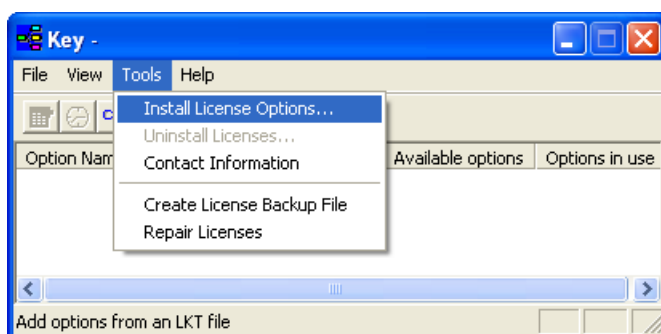 Key -
File View Tools Help
Install License Options...
Uninstall Licenses...
Contact Information
Create License Backup File
Repair Licenses
Option Nam Available options Options in use
Add options from an LKT file